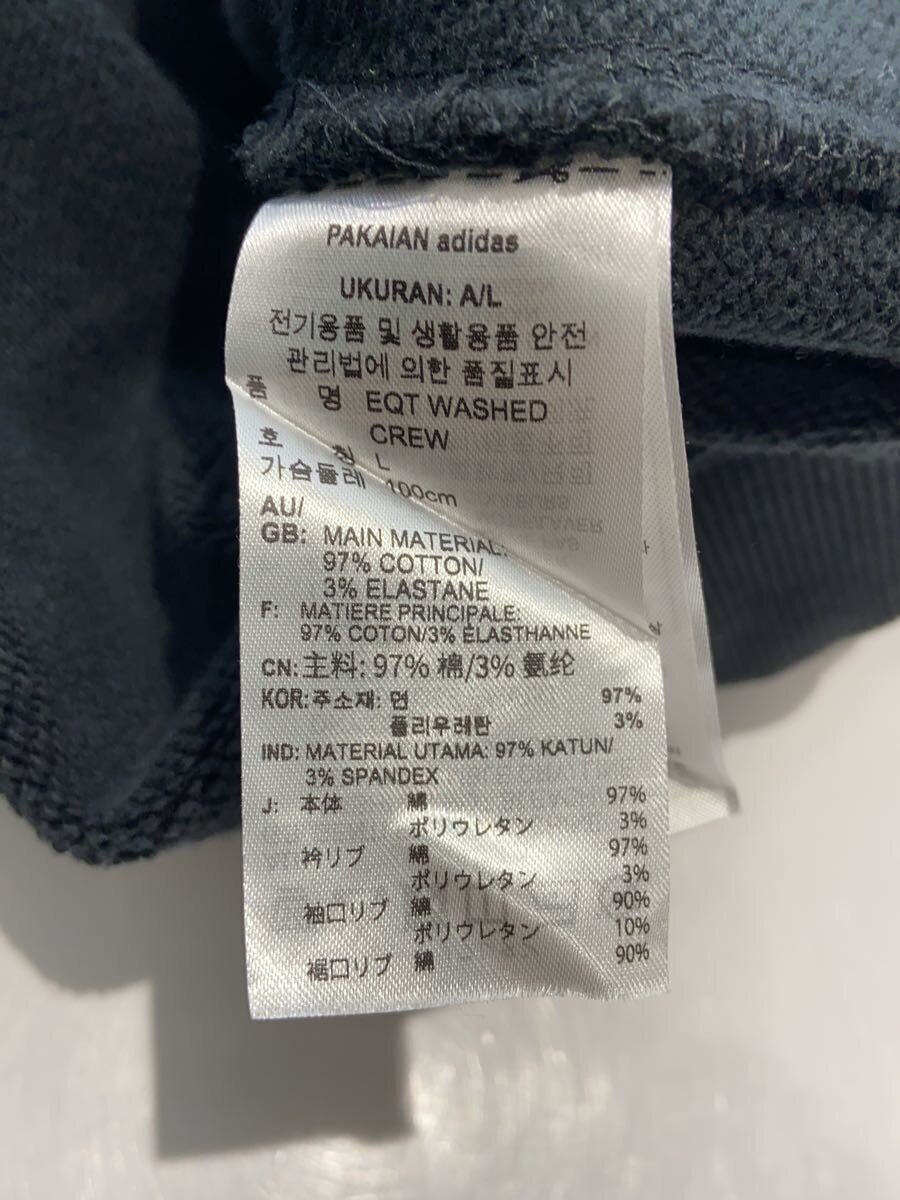 PAKAIAN adidas
UKURAN: A/L
전기용품 및 생활용품 안전
관리법에 의한 품질표시
품 명 EQT WASHED
CREW
호 칭 L
가슴둘레 100cm
AU/
GB: MAIN MATERIAL:
97% COTTON/
3% ELASTANE
F: MATIERE PRINCIPALE:
97% COTON/3% ÉLASTHANNE
CN: 主料: 97% 棉/3% 氨纶
KOR: 주소재: 면 97%
폴리우레탄 3%
IND: MATERIAL UTAMA: 97% KATUN/
3% SPANDEX
J: 本体 綿 97%
ポリウレタン 3%
衿リブ 綿 97%
ポリウレタン 3%
袖口リブ 綿 90%
ポリウレタン 10%
裾口リブ 綿 90%